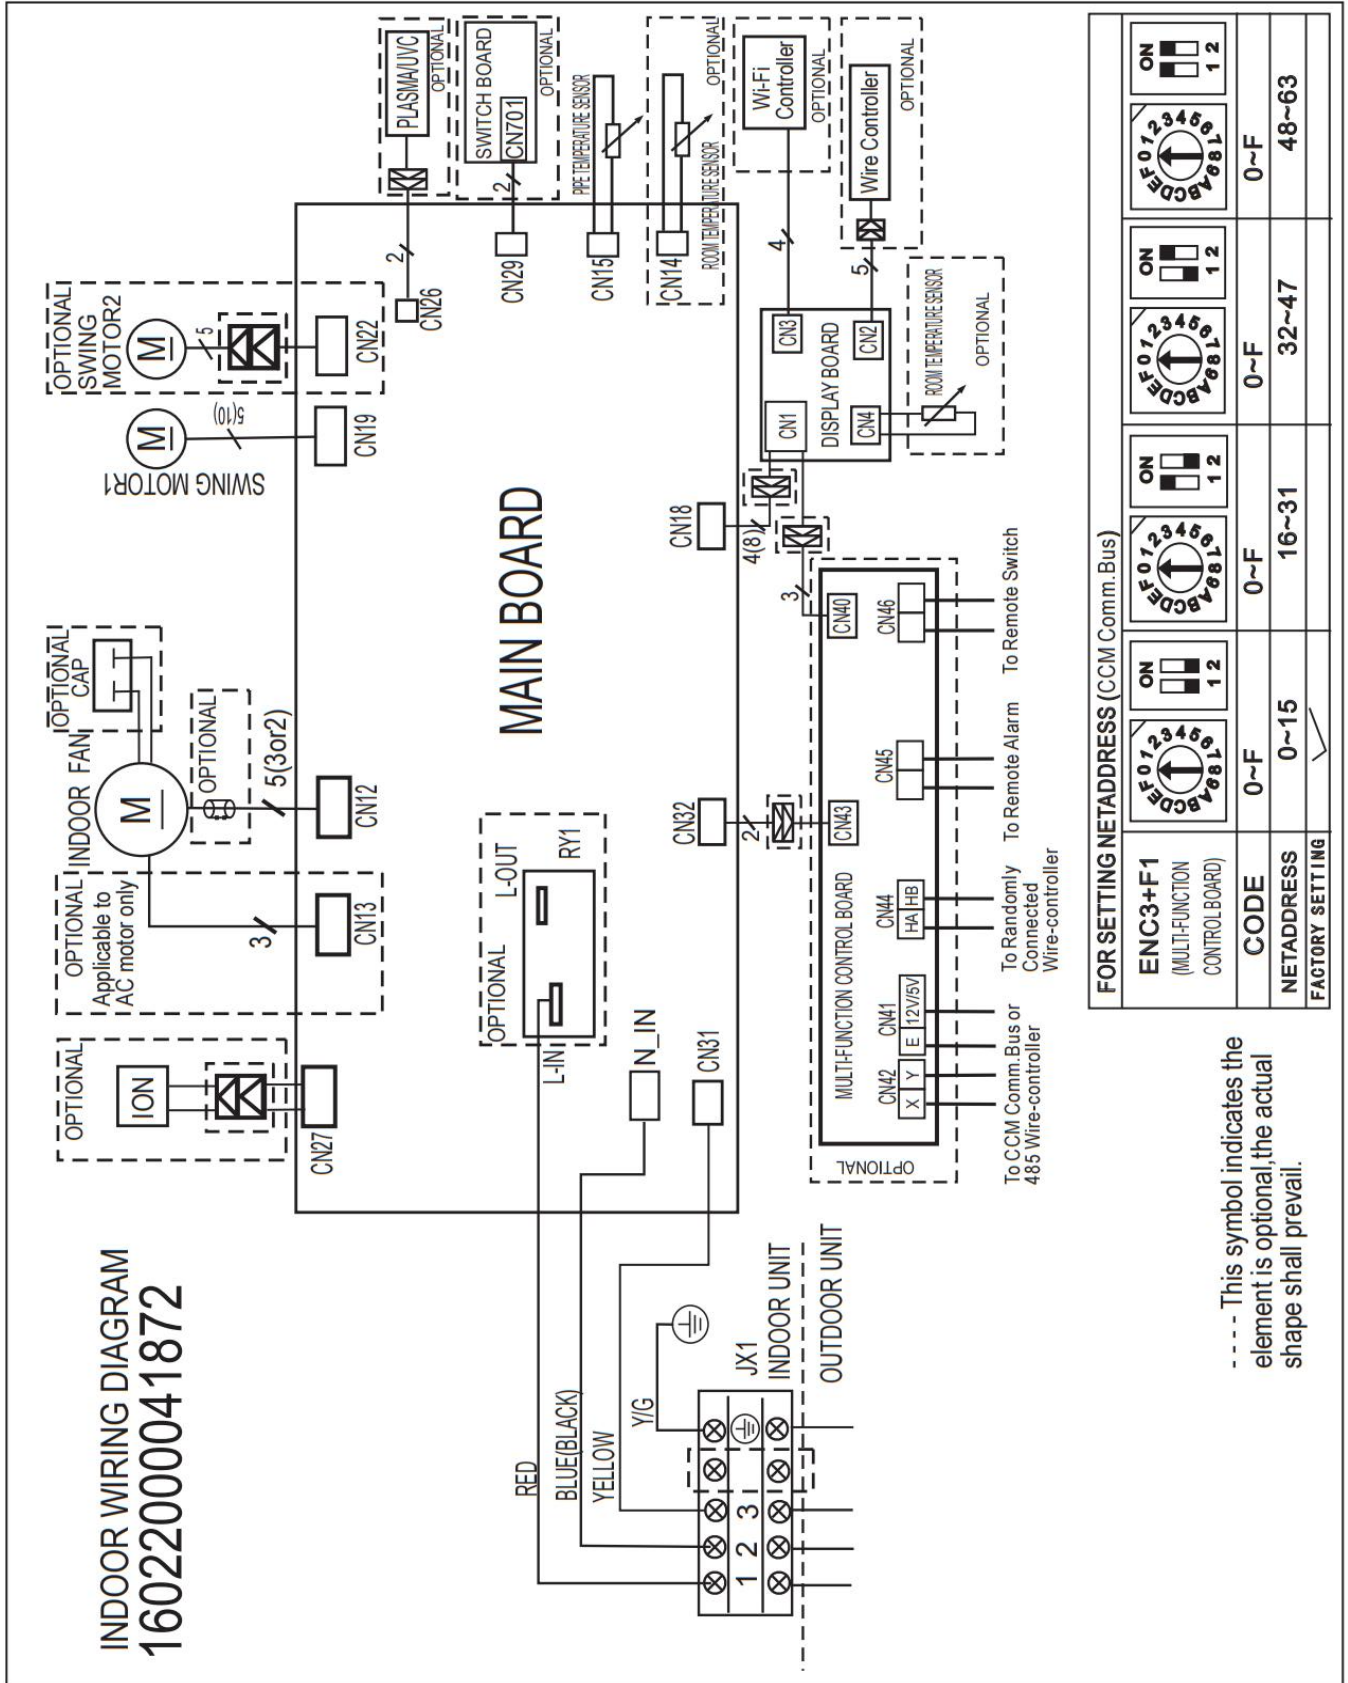 INDOOR WIRING DIAGRAM
16022000041872
OPTIONAL
ION
CN27
OPTIONAL
Applicable to
AC motor only
3
CN13
INDOOR FAN
M
OPTIONAL
CAP
OPTIONAL
5(3or2)
CN12
SWING MOTOR1
M
5(10)
CN19
OPTIONAL
SWING
MOTOR2
M
5
CN22
PLASMA/UVC
OPTIONAL
2
CN26
SWITCH BOARD
CN701
OPTIONAL
2
CN29
PIPE TEMPERATURE SENSOR
CN15
OPTIONAL
ROOM TEMPERATURE SENSOR
CN14
MAIN BOARD
OPTIONAL
L-OUT
RY1
L-IN
N_IN
CN31
CN32
2
CN18
4(8)
3
Wi-Fi
Controller
OPTIONAL
4
Wire Controller
OPTIONAL
5
CN3
CN2
CN1
CN4
DISPLAY BOARD
ROOM TEMPERATURE SENSOR
OPTIONAL
RED
BLUE(BLACK)
YELLOW
Y/G
1 2 3
JX1
INDOOR UNIT
OUTDOOR UNIT
OPTIONAL
MULTI-FUNCTION CONTROL BOARD
CN43
CN40
CN42
X Y
CN41
E 12V/5V
CN44
HA HB
CN45
CN46
To CCM Comm.Bus or
485 Wire-controller
To Randomly
Connected
Wire-controller
To Remote Alarm
To Remote Switch
FOR SETTING NETADDRESS (CCM Comm.Bus)
ENC3+F1
(MULTI-FUNCTION
CONTROL BOARD)
0123456789ABCDEF
ON
1 2
0123456789ABCDEF
ON
1 2
0123456789ABCDEF
ON
1 2
0123456789ABCDEF
ON
1 2
CODE 0~F 0~F 0~F 0~F
NETADDRESS 0~15 16~31 32~47 48~63
FACTORY SETTING
- - - - This symbol indicates the
element is optional,the actual
shape shall prevail.